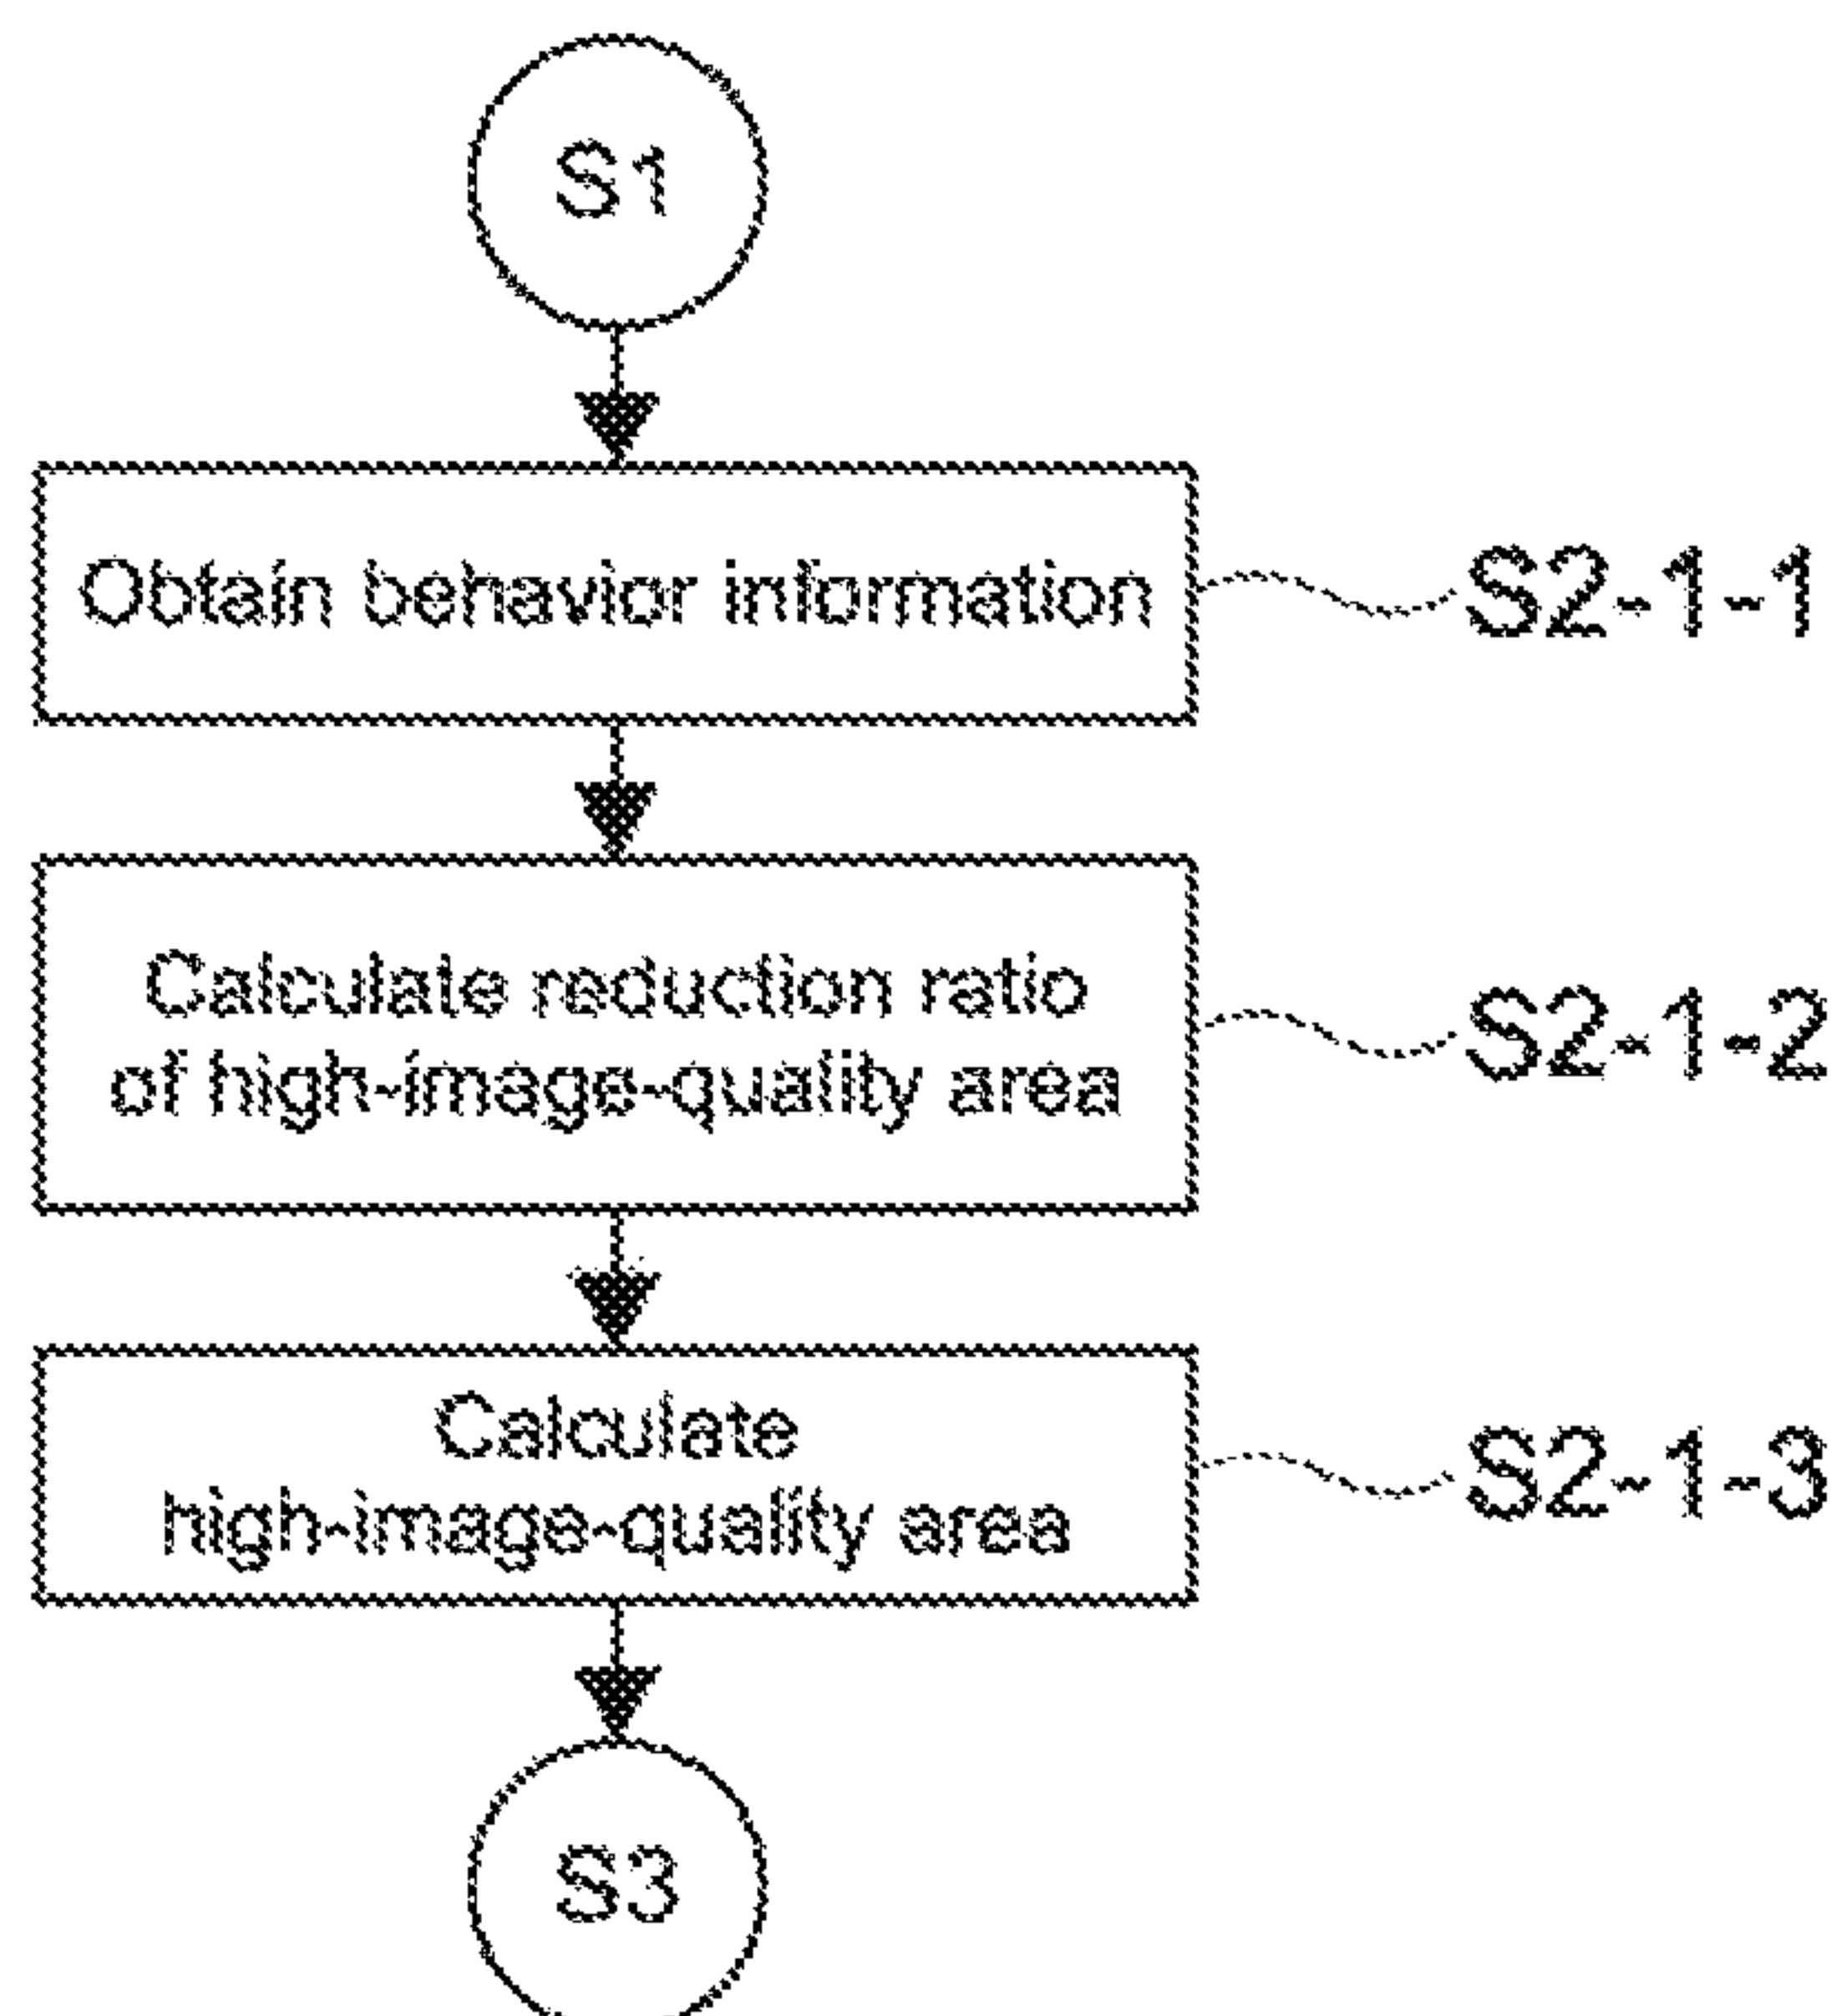 S1
Obtain behavior information
S2-1-1
Calculate reduction ratio
of high-image-quality area
S2-1-2
Calculate
high-image-quality area
S2-1-3
S3